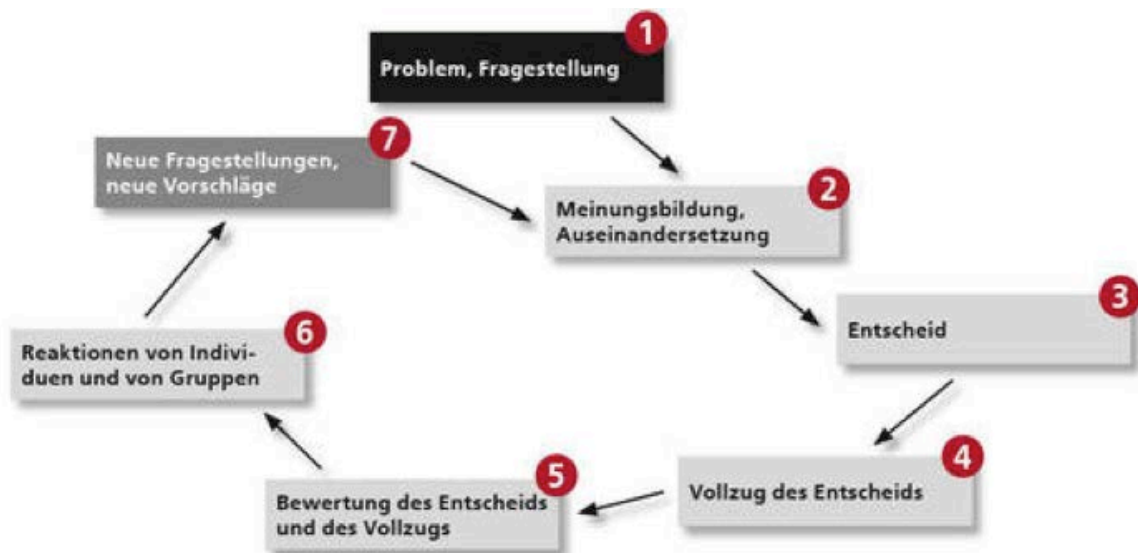 1
Problem, Fragestellung
7
Neue Fragestellungen,
neue Vorschläge
2
Meinungsbildung,
Auseinandersetzung
3
Entscheid
6
Reaktionen von Indivi-
duen und von Gruppen
4
Vollzug des Entscheids
5
Bewertung des Entscheids
und des Vollzugs